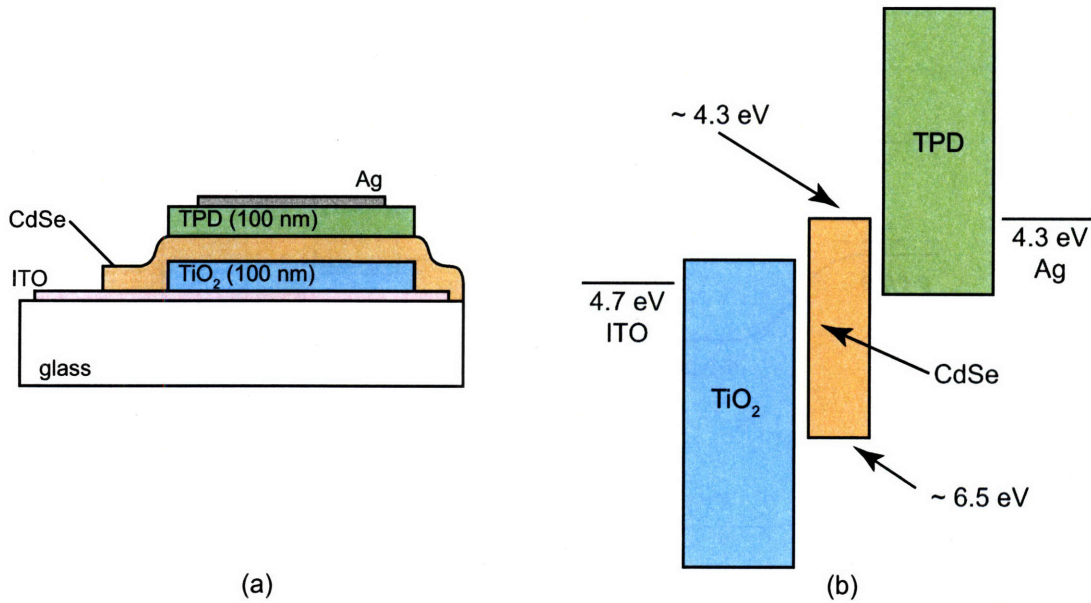 Ag
CdSe
TPD (100 nm)
ITO
TiO₂ (100 nm)
glass
(a)
~ 4.3 eV
TPD
4.3 eV
Ag
4.7 eV
ITO
CdSe
TiO₂
~ 6.5 eV
(b)